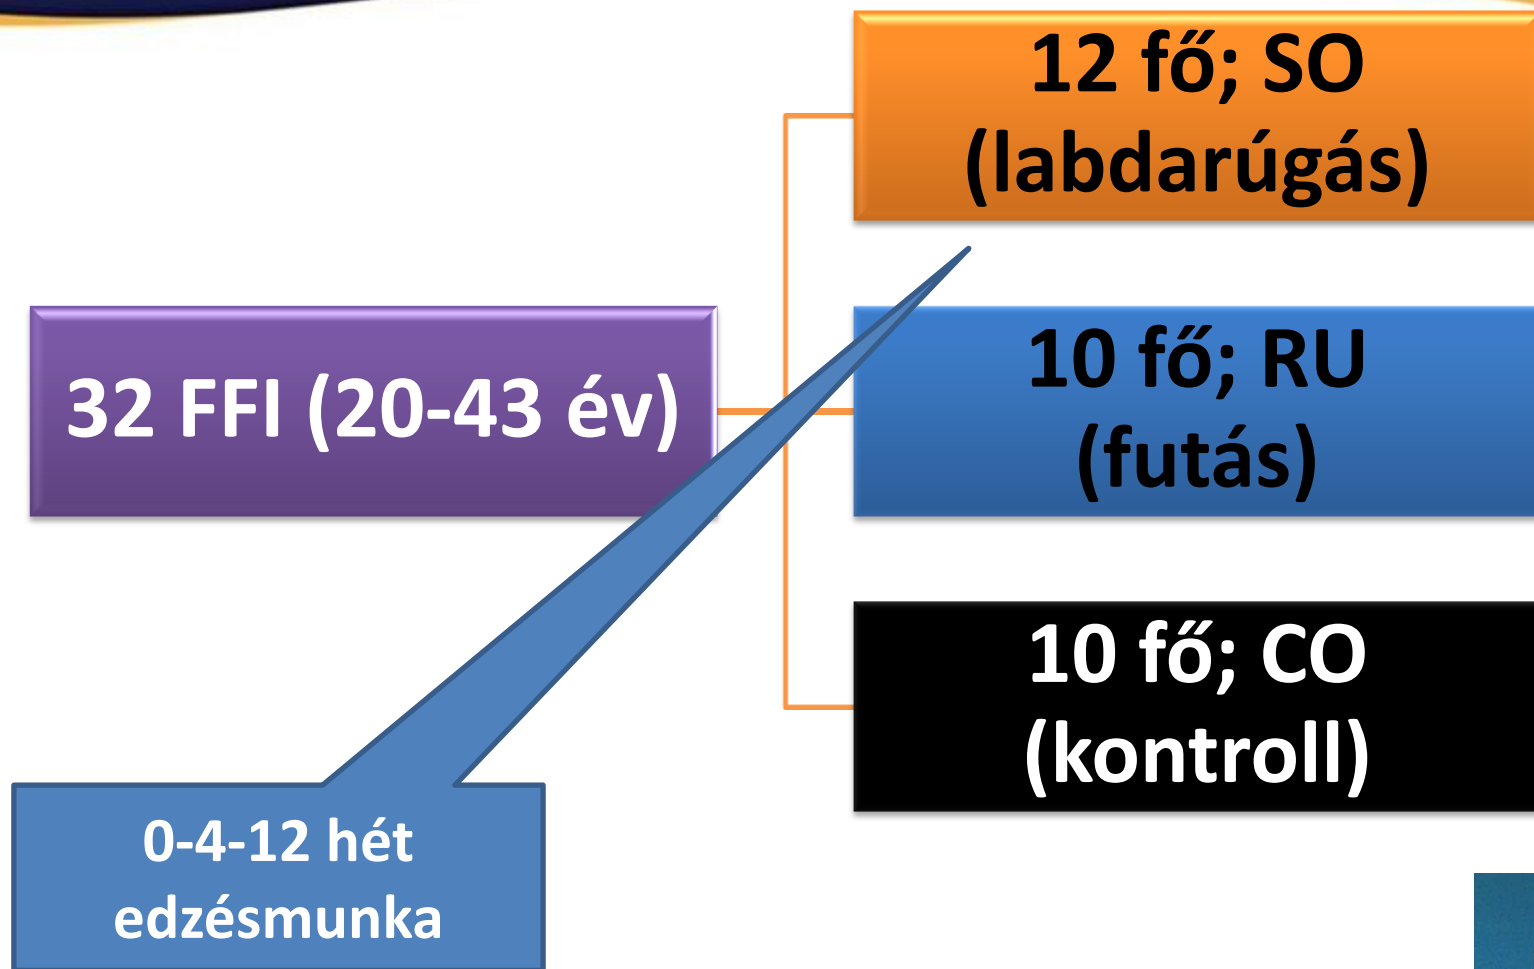 12 fő; SO
(labdarúgás)
32 FFI (20-43 év)
10 fő; RU
(futás)
10 fő; CO
(kontroll)
0-4-12 hét
edzésmunka